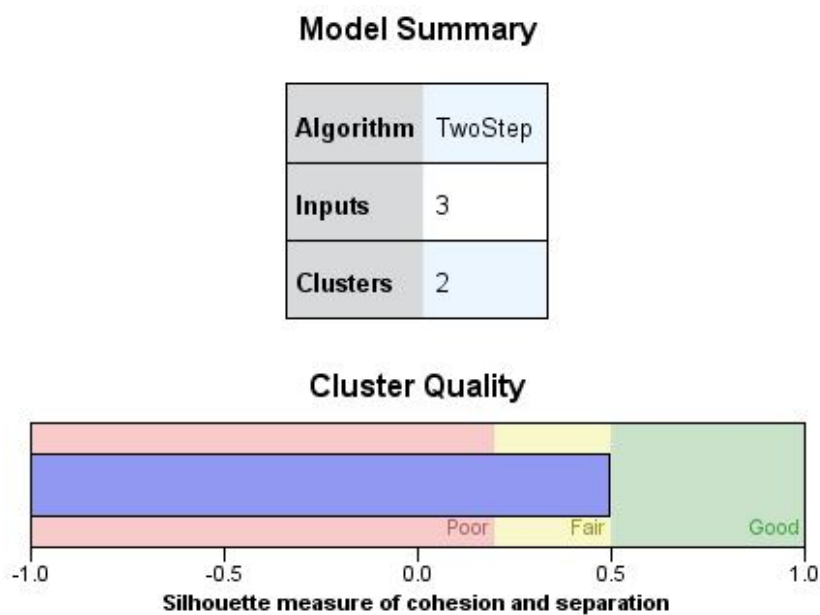 Model Summary
Algorithm TwoStep
Inputs 3
Clusters 2
Cluster Quality
Poor Fair Good
-1.0 -0.5 0.0 0.5 1.0
Silhouette measure of cohesion and separation